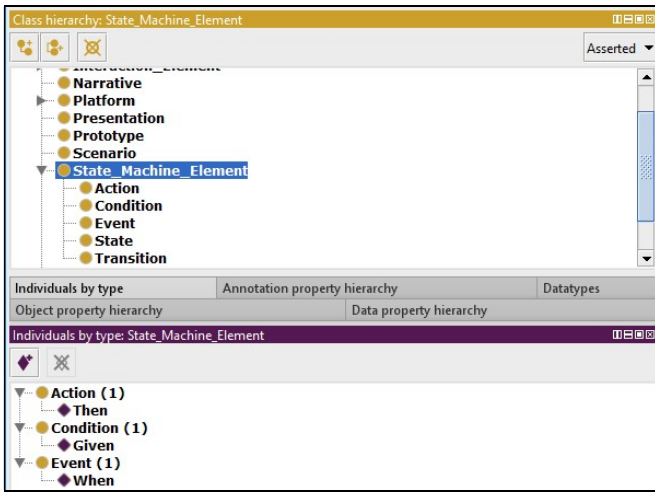 Class hierarchy: State_Machine_Element
Asserted
Interaction_Element
Narrative
Platform
Presentation
Prototype
Scenario
State_Machine_Element
Action
Condition
Event
State
Transition
Individuals by type Annotation property hierarchy Datatypes
Object property hierarchy Data property hierarchy
Individuals by type: State_Machine_Element
Action (1)
Then
Condition (1)
Given
Event (1)
When